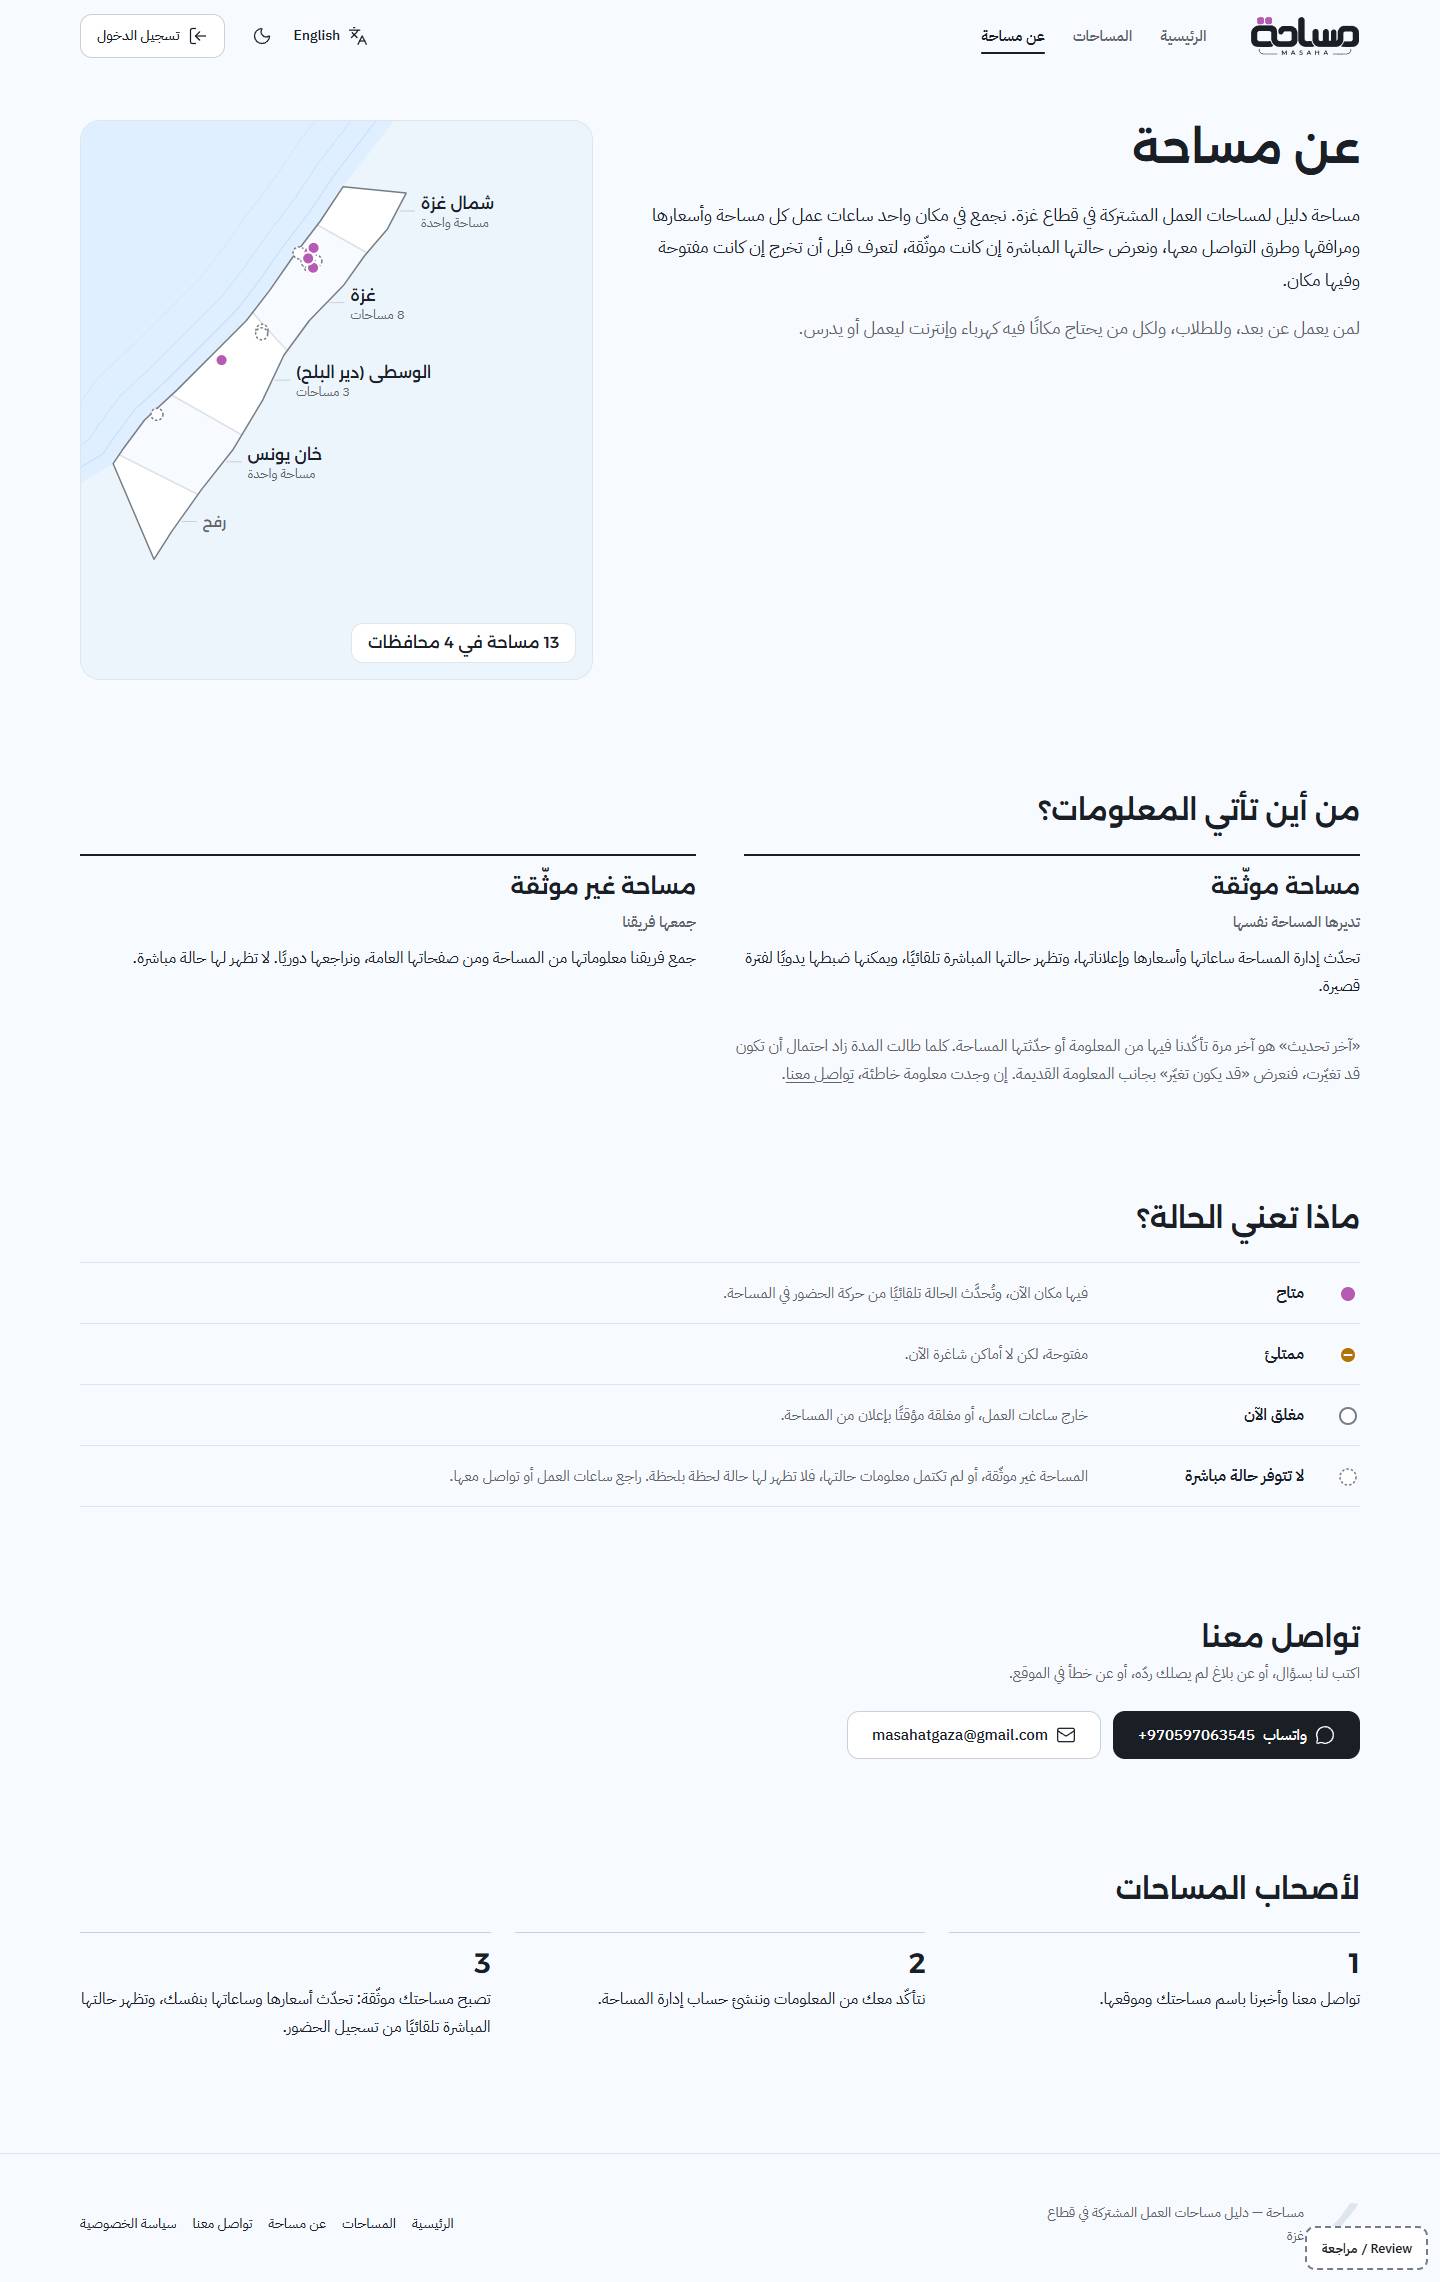 مساحة
MASAHA
الرئيسية
المساحات
عن مساحة
English
تسجيل الدخول
عن مساحة
مساحة دليل لمساحات العمل المشتركة في قطاع غزة. نجمع في مكان واحد ساعات عمل كل مساحة وأسعارها
ومرافقها وطرق التواصل معها، ونعرض حالتها المباشرة إن كانت موثّقة، لتعرف قبل أن تخرج إن كانت مفتوحة
وفيها مكان.
لمن يعمل عن بعد، وللطلاب، ولكل من يحتاج مكانًا فيه كهرباء وإنترنت ليعمل أو يدرس.
شمال غزة
مساحة واحدة
غزة
8 مساحات
الوسطى (دير البلح)
3 مساحات
خان يونس
مساحة واحدة
رفح
13 مساحة في 4 محافظات
من أين تأتي المعلومات؟
مساحة موثّقة
تديرها المساحة نفسها
تحدّث إدارة المساحة ساعاتها وأسعارها وإعلاناتها، وتظهر حالتها المباشرة تلقائيًا، ويمكنها ضبطها يدويًا لفترة
قصيرة.
مساحة غير موثّقة
جمعها فريقنا
جمع فريقنا معلوماتها من المساحة ومن صفحاتها العامة، ونراجعها دوريًا. لا تظهر لها حالة مباشرة.
«آخر تحديث» هو آخر مرة تأكّدنا فيها من المعلومة أو حدّثتها المساحة. كلما طالت المدة زاد احتمال أن تكون
قد تغيّرت، فنعرض «قد يكون تغيّر» بجانب المعلومة القديمة. إن وجدت معلومة خاطئة، تواصل معنا.
ماذا تعني الحالة؟
متاح
فيها مكان الآن، وتُحدَّث الحالة تلقائيًا من حركة الحضور في المساحة.
ممتلئ
مفتوحة، لكن لا أماكن شاغرة الآن.
مغلق الآن
خارج ساعات العمل، أو مغلقة مؤقتًا بإعلان من المساحة.
لا تتوفر حالة مباشرة
المساحة غير موثّقة، أو لم تكتمل معلومات حالتها، فلا تظهر لها حالة لحظة بلحظة. راجع ساعات العمل أو تواصل معها.
تواصل معنا
اكتب لنا بسؤال، أو عن بلاغ لم يصلك ردّه، أو عن خطأ في الموقع.
واتساب +970597063545
masahatgaza@gmail.com
لأصحاب المساحات
1
تواصل معنا وأخبرنا باسم مساحتك وموقعها.
2
نتأكّد معك من المعلومات وننشئ حساب إدارة المساحة.
3
تصبح مساحتك موثّقة: تحدّث أسعارها وساعاتها بنفسك، وتظهر حالتها
المباشرة تلقائيًا من تسجيل الحضور.
مساحة — دليل مساحات العمل المشتركة في قطاع
غزة
الرئيسية
المساحات
عن مساحة
تواصل معنا
سياسة الخصوصية
Review / مراجعة